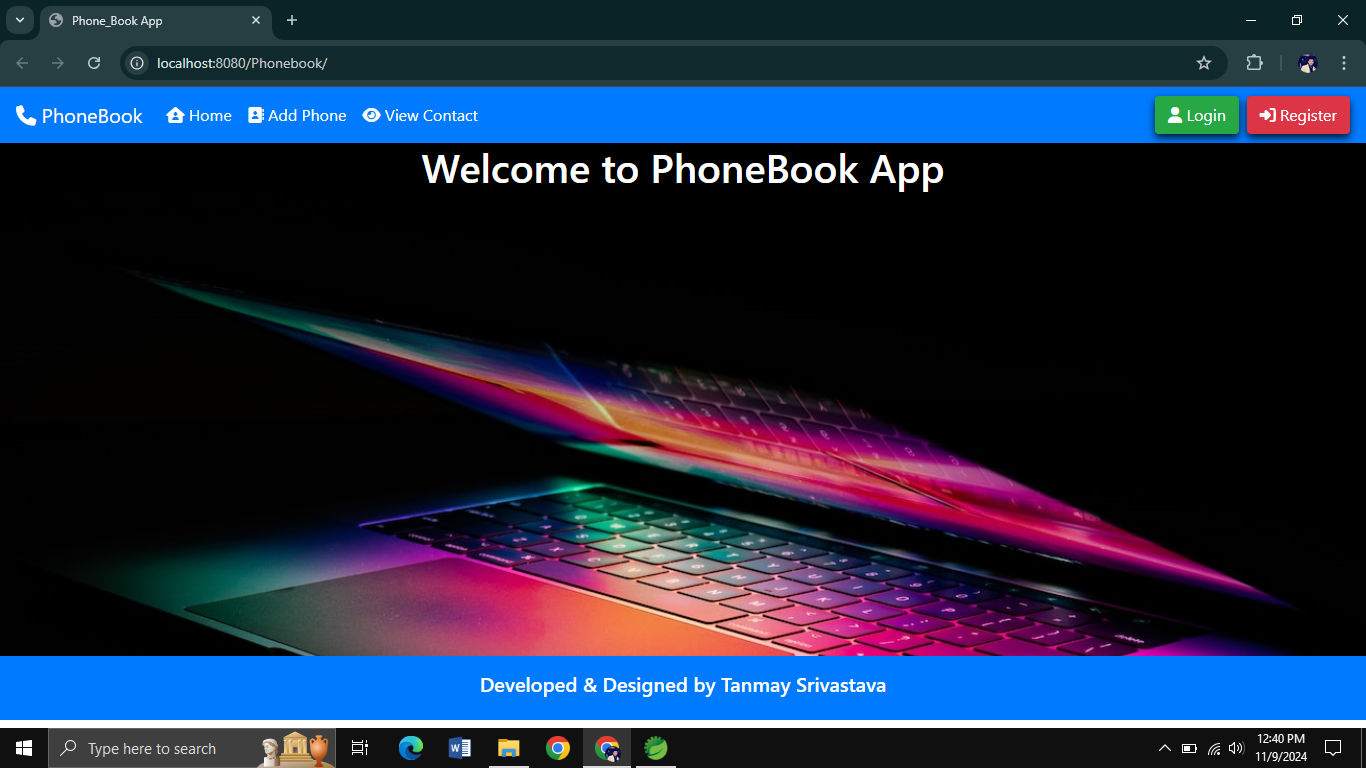 Phone_Book App
localhost:8080/Phonebook/
PhoneBook
Home
Add Phone
View Contact
Login
Register
Welcome to PhoneBook App
Developed & Designed by Tanmay Srivastava
Type here to search
12:40 PM
11/9/2024